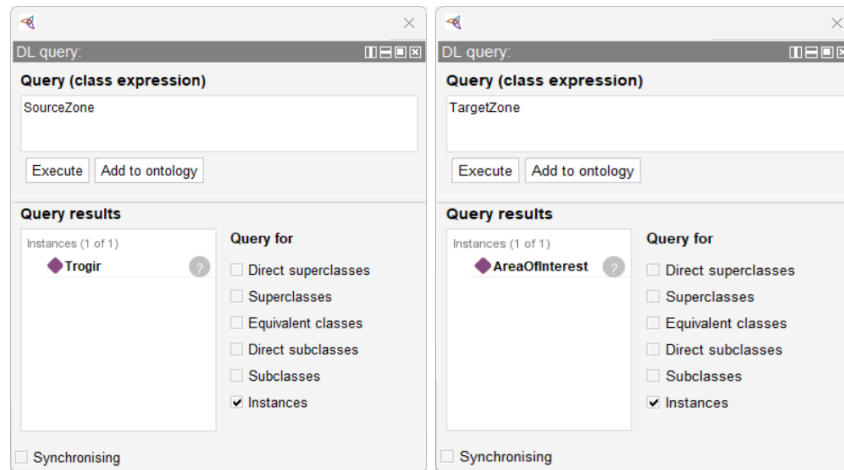 DL query:
Query (class expression)
SourceZone
Execute
Add to ontology
Query results
Instances (1 of 1)
Trogir
?
Query for
Direct superclasses
Superclasses
Equivalent classes
Direct subclasses
Subclasses
Instances
Synchronising
DL query:
Query (class expression)
TargetZone
Execute
Add to ontology
Query results
Instances (1 of 1)
AreaOfInterest
?
Query for
Direct superclasses
Superclasses
Equivalent classes
Direct subclasses
Subclasses
Instances
Synchronising